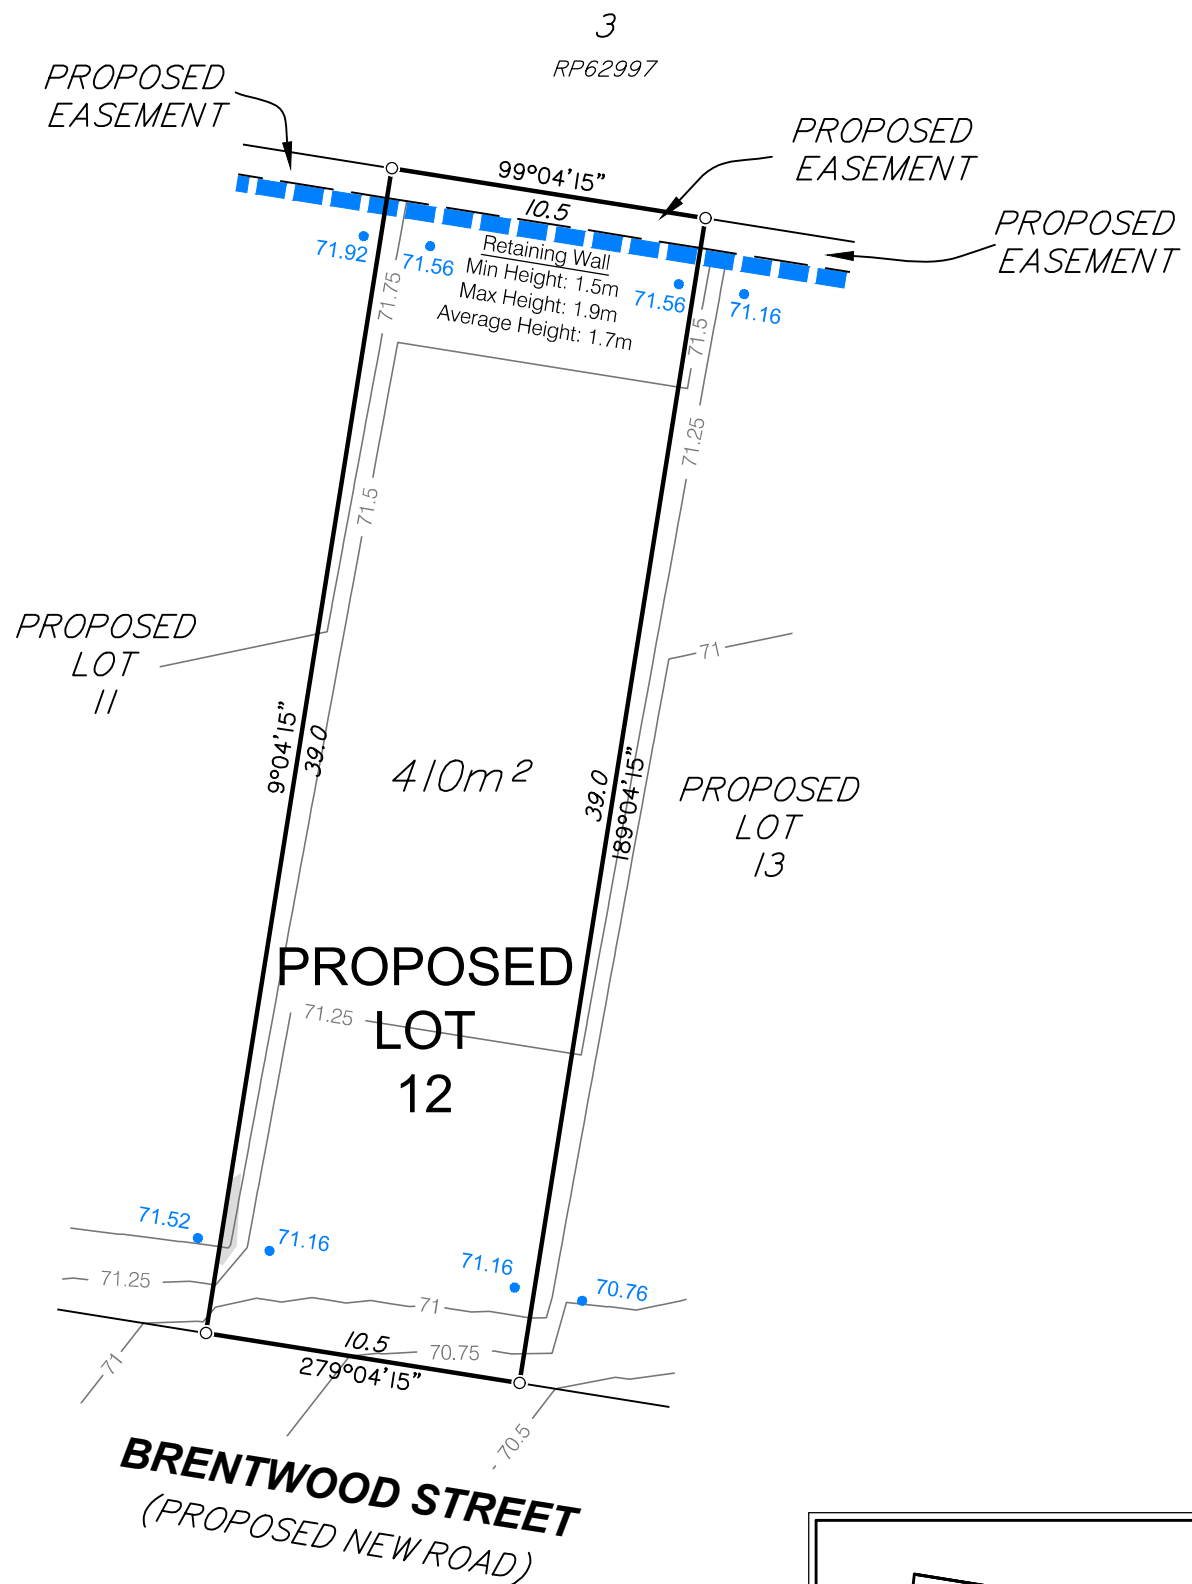 3
RP62997
PROPOSED
EASEMENT
PROPOSED
EASEMENT
PROPOSED
EASEMENT
99°04'15"
10.5
71.92
71.56
Retaining Wall
Min Height: 1.5m
Max Height: 1.9m
Average Height: 1.7m
71.56
71.16
71.75
71.5
71.25
71.5
PROPOSED
LOT
11
71
9°04'15"
39.0
410m²
39.0
189°04'15"
PROPOSED
LOT
13
PROPOSED
LOT
12
71.25
71.52
71.16
71.16
70.76
71.25
71
71
10.5
279°04'15"
70.75
70.5
BRENTWOOD STREET
(PROPOSED NEW ROAD)